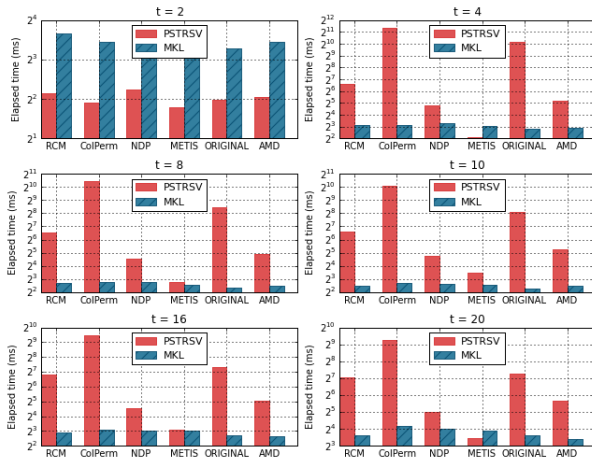 t = 2
Elapsed time (ms)
2^4
2^3
2^2
2^1
PSTRSV
MKL
RCM ColPerm NDP METIS ORIGINAL AMD
t = 4
Elapsed time (ms)
2^12
2^11
2^10
2^9
2^8
2^7
2^6
2^5
2^4
2^3
2^2
PSTRSV
MKL
RCM ColPerm NDP METIS ORIGINAL AMD
t = 8
Elapsed time (ms)
2^11
2^10
2^9
2^8
2^7
2^6
2^5
2^4
2^3
2^2
PSTRSV
MKL
RCM ColPerm NDP METIS ORIGINAL AMD
t = 10
Elapsed time (ms)
2^11
2^10
2^9
2^8
2^7
2^6
2^5
2^4
2^3
2^2
PSTRSV
MKL
RCM ColPerm NDP METIS ORIGINAL AMD
t = 16
Elapsed time (ms)
2^10
2^9
2^8
2^7
2^6
2^5
2^4
2^3
2^2
PSTRSV
MKL
RCM ColPerm NDP METIS ORIGINAL AMD
t = 20
Elapsed time (ms)
2^10
2^9
2^8
2^7
2^6
2^5
2^4
2^3
PSTRSV
MKL
RCM ColPerm NDP METIS ORIGINAL AMD